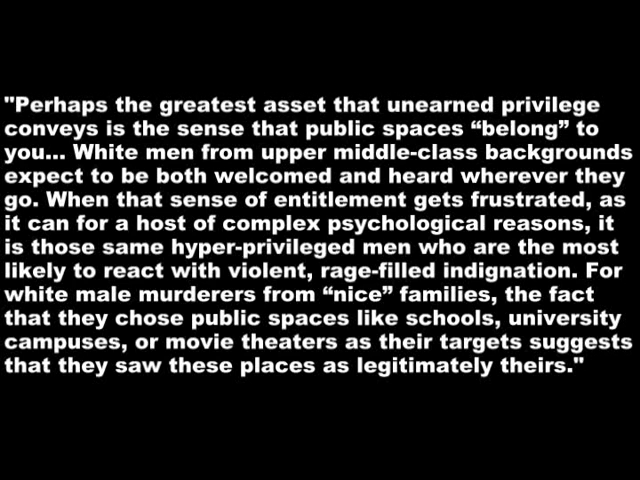 "Perhaps the greatest asset that unearned privilege
conveys is the sense that public spaces “belong” to
you... White men from upper middle-class backgrounds
expect to be both welcomed and heard wherever they
go. When that sense of entitlement gets frustrated, as
it can for a host of complex psychological reasons, it
is those same hyper-privileged men who are the most
likely to react with violent, rage-filled indignation. For
white male murderers from “nice” families, the fact
that they chose public spaces like schools, university
campuses, or movie theaters as their targets suggests
that they saw these places as legitimately theirs."